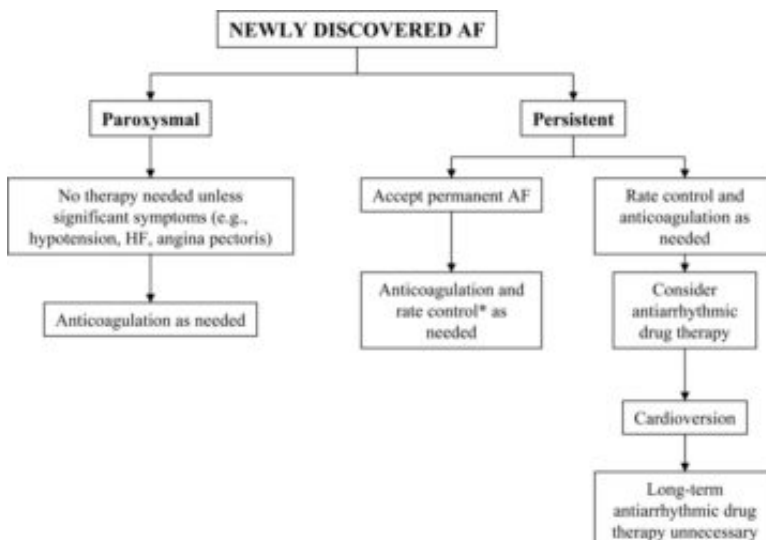 NEWLY DISCOVERED AF
Paroxysmal
Persistent
No therapy needed unless
significant symptoms (e.g.,
hypotension, HF, angina pectoris)
Anticoagulation as needed
Accept permanent AF
Anticoagulation and
rate control* as
needed
Rate control and
anticoagulation as
needed
Consider
antiarrhythmic
drug therapy
Cardioversion
Long-term
antiarrhythmic drug
therapy unnecessary